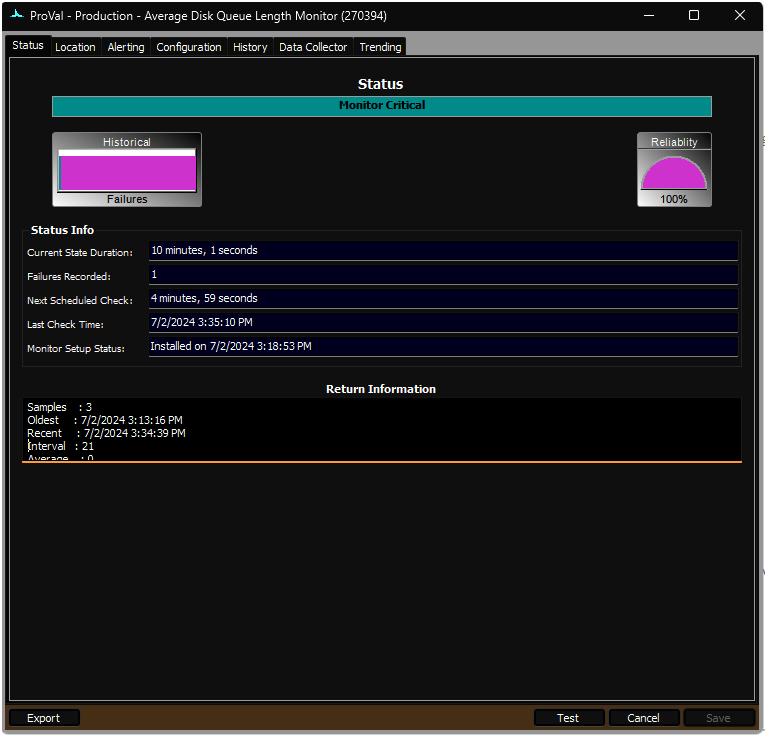 ProVal - Production - Average Disk Queue Length Monitor (270394)
Status Location Alerting Configuration History Data Collector Trending
Status
Monitor Critical
Historical
Failures
Reliablity
100%
Status Info
Current State Duration: 10 minutes, 1 seconds
Failures Recorded: 1
Next Scheduled Check: 4 minutes, 59 seconds
Last Check Time: 7/2/2024 3:35:10 PM
Monitor Setup Status: Installed on 7/2/2024 3:18:53 PM
Return Information
Samples : 3
Oldest : 7/2/2024 3:13:16 PM
Recent : 7/2/2024 3:34:39 PM
Interval : 21
Average : 0
Export Test Cancel Save